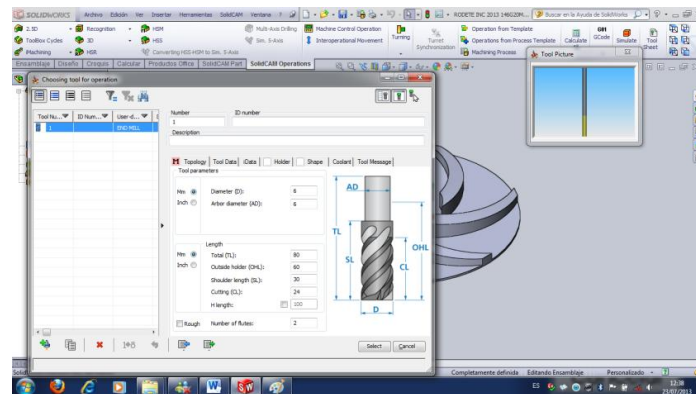 SOLIDWORKS Archivo Edición Ver Insertar Herramientas SolidCAM Ventana ?
RODETE INC 2013 146G23M...
Buscar en la Ayuda de SolidWorks
2.5D Recognition HSM Multi-Axis Drilling Machine Control Operation Turning Turret Synchronization Operation from Template Calculate GCode Simulate Tool Sheet
ToolBox Cycles 3D HSS Sim. 5-Axis Interoperational Movement Operations from Process Template
iMachining HSR Converting HSS-HSM to Sim. 5-Axis Machining Process
Ensamblaje Diseño Croquis Calcular Productos Office SolidCAM Part SolidCAM Operations
Tool Picture
Choosing tool for operation
Tool Nu... ID Num... User-d...
1 END MILL
Number ID number
1
Description
M Topology Tool Data iData Holder Shape Coolant Tool Message
Tool parameters
Mm Diameter (D): 6
Inch Arbor diameter (AD): 6
Length
Mm Total (TL): 80
Inch Outside holder (OHL): 60
Shoulder length (SL): 30
Cutting (CL): 24
H length: 100
Rough Number of flutes: 2
AD
TL
OHL
SL
CL
D
Select Cancel
Completamente definida Editando Ensamblaje Personalizado
ES 12:38
23/07/2013